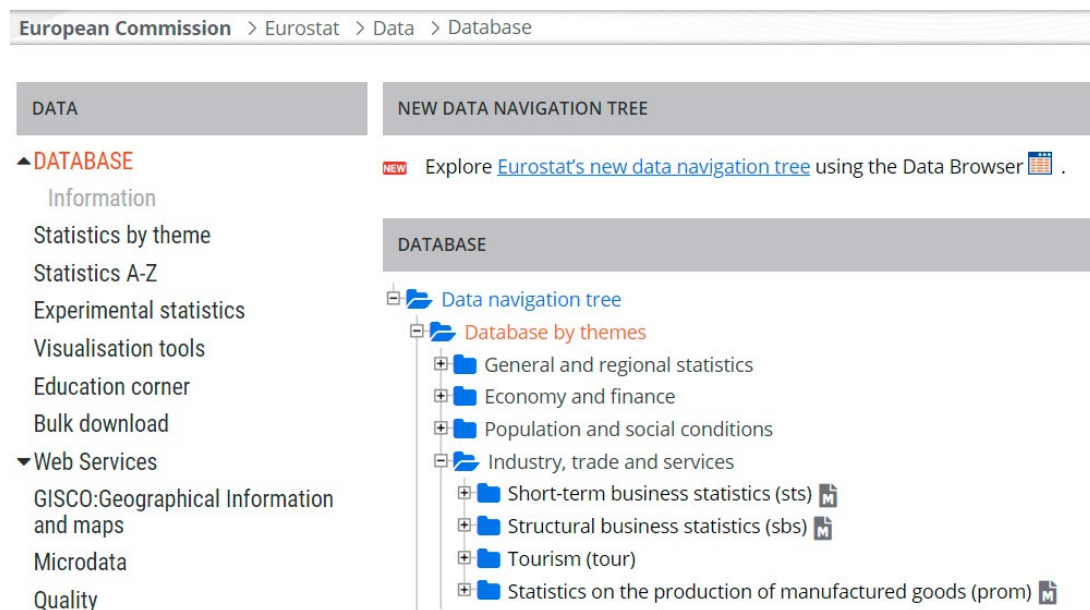 European Commission > Eurostat > Data > Database
DATA
DATABASE
Information
Statistics by theme
Statistics A-Z
Experimental statistics
Visualisation tools
Education corner
Bulk download
Web Services
GISCO:Geographical Information
and maps
Microdata
Quality
NEW DATA NAVIGATION TREE
NEW Explore Eurostat's new data navigation tree using the Data Browser .
DATABASE
Data navigation tree
Database by themes
General and regional statistics
Economy and finance
Population and social conditions
Industry, trade and services
Short-term business statistics (sts) M
Structural business statistics (sbs) M
Tourism (tour)
Statistics on the production of manufactured goods (prom) M